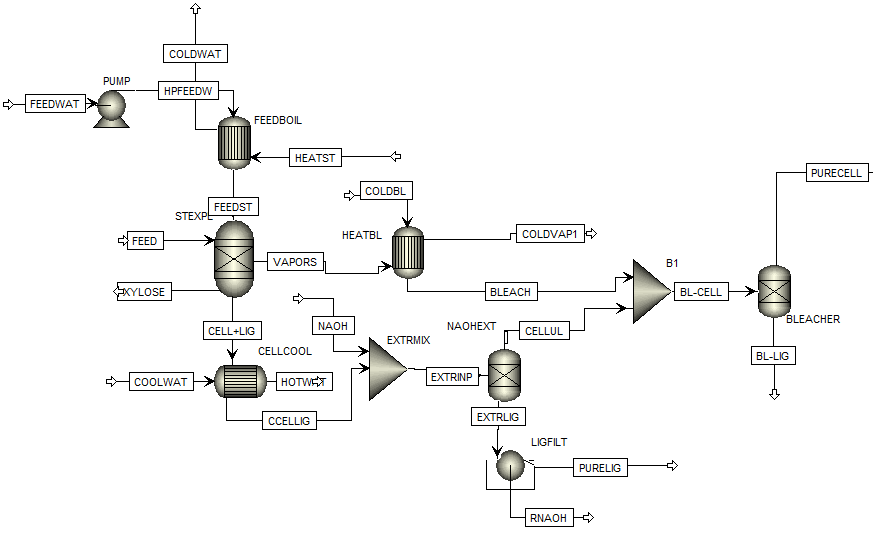 COLDWAT
PUMP
HPFEEDW
FEEDWAT
FEEDBOIL
HEATST
COLDBL
PURECELL
FEEDST
STEXPL
FEED
HEATBL
COLDVAP1
VAPORS
B1
XYLOSE
BLEACH
BL-CELL
BLEACHER
NAOH
NAOHEXT
CELLUL
CELL+LIG
EXTRMIX
CELLCOOL
BL-LIG
COOLWAT
EXTRINP
CCELLIG
EXTRLIG
LIGFILT
PURELIG
RNAOH